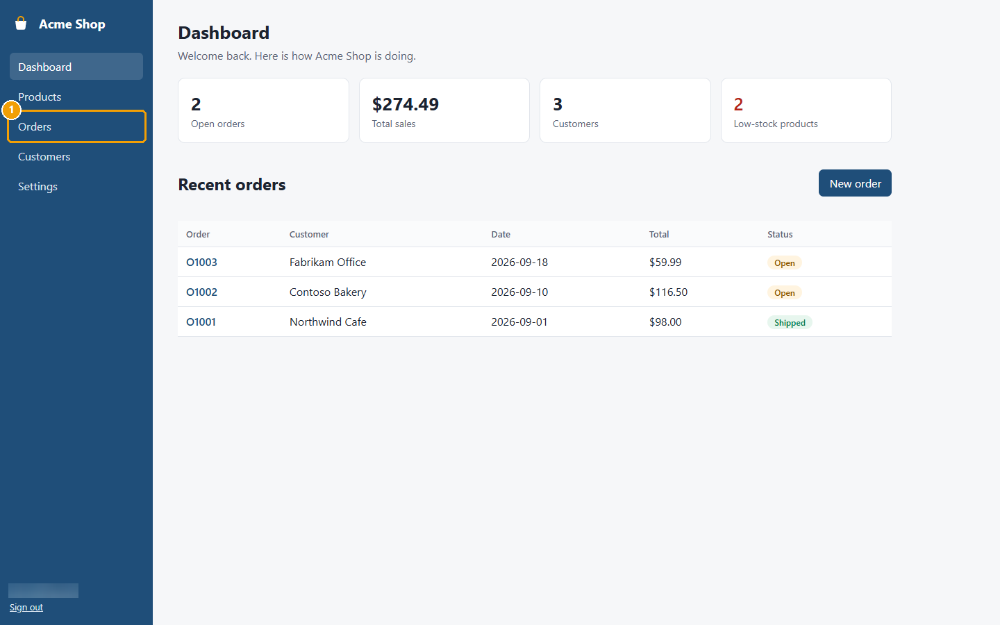 Acme Shop
Dashboard
Products
1
Orders
Customers
Settings
Sign out
Dashboard
Welcome back. Here is how Acme Shop is doing.
2
Open orders
$274.49
Total sales
3
Customers
2
Low-stock products
Recent orders
New order
Order Customer Date Total Status
O1003 Fabrikam Office 2026-09-18 $59.99 Open
O1002 Contoso Bakery 2026-09-10 $116.50 Open
O1001 Northwind Cafe 2026-09-01 $98.00 Shipped